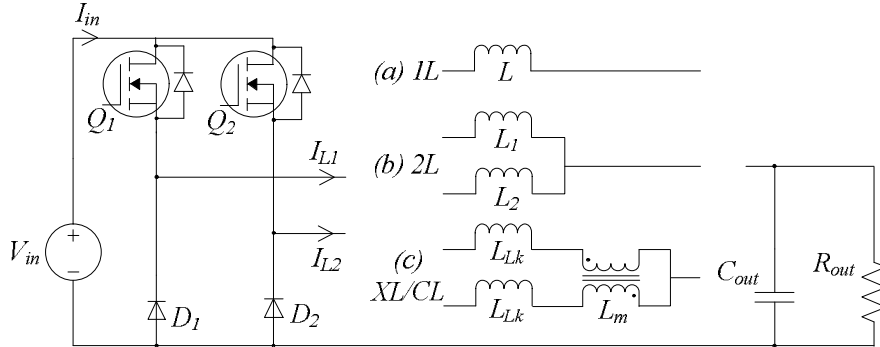 I_in
Q_1
Q_2
I_L1
I_L2
V_in
+
−
D_1
D_2
(a) 1L
L
(b) 2L
L_1
L_2
(c)
XL/CL
L_Lk
L_Lk
L_m
C_out
R_out